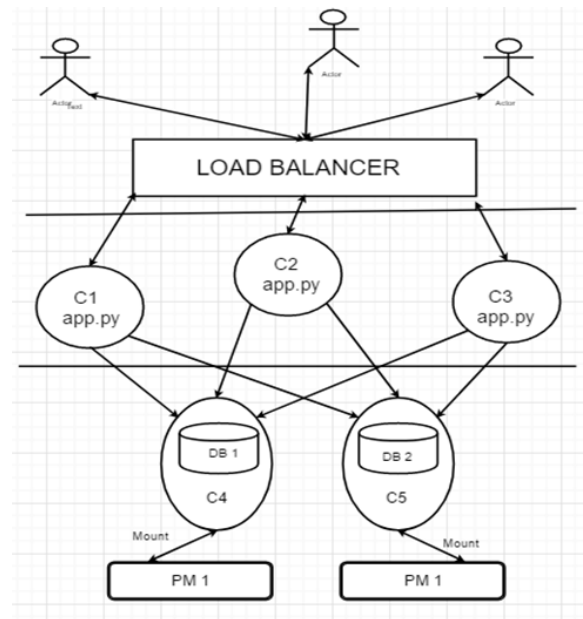 Actor
Actor
Text
Actor
LOAD BALANCER
C1
app.py
C2
app.py
C3
app.py
DB 1
C4
DB 2
C5
Mount
Mount
PM 1
PM 1